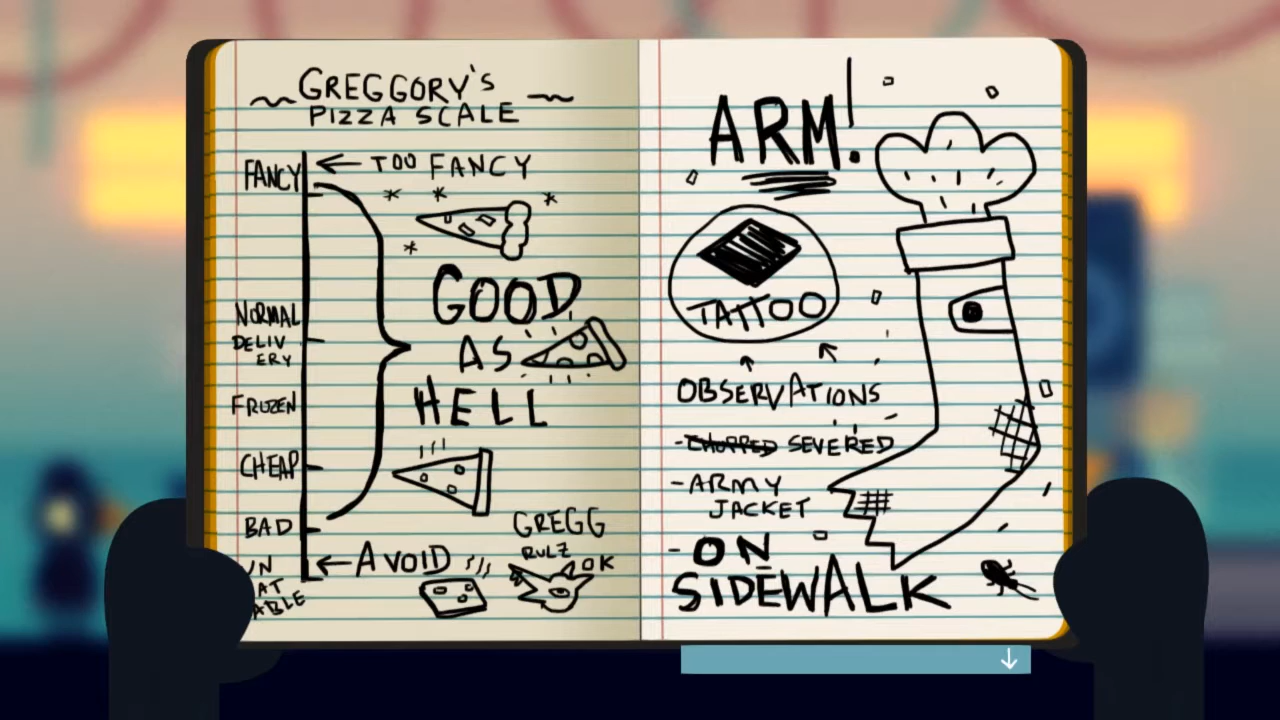 GREGGORY'S
PIZZA SCALE
FANCY
← TOO FANCY
GOOD
AS
HELL
NORMAL
DELIV
ERY
FROZEN
CHEAP
BAD
← AVOID
GREGG
RULZ
OK
ARM!
TATTOO
OBSERVATIONS
- CHOPPED SEVERED
- ARMY
JACKET
- ON
SIDEWALK